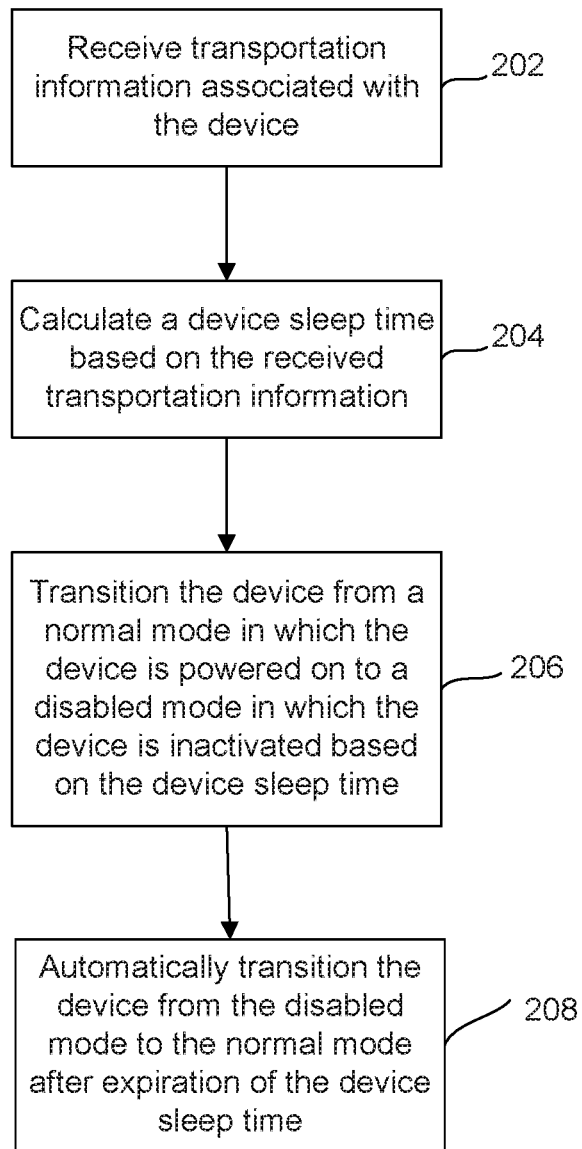 Receive transportation
information associated with
the device
202
Calculate a device sleep time
based on the received
transportation information
204
Transition the device from a
normal mode in which the
device is powered on to a
disabled mode in which the
device is inactivated based
on the device sleep time
206
Automatically transition the
device from the disabled
mode to the normal mode
after expiration of the device
sleep time
208